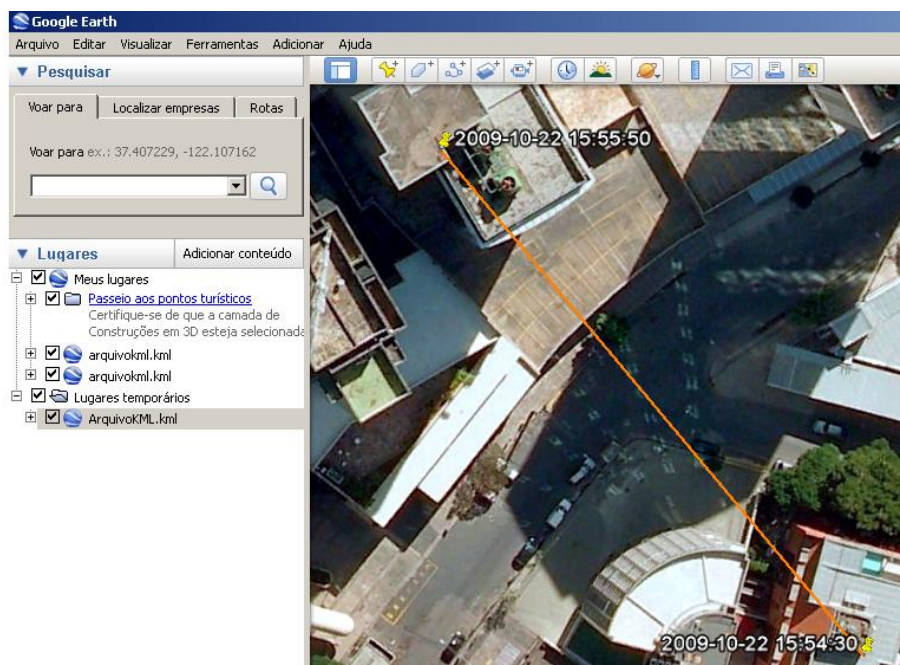 Google Earth
Arquivo Editar Visualizar Ferramentas Adicionar Ajuda
Pesquisar
Voar para Localizar empresas Rotas
Voar para ex.: 37.407229, -122.107162
Lugares Adicionar conteúdo
Meus lugares
Passeio aos pontos turísticos
Certifique-se de que a camada de
Construções em 3D esteja selecionada
arquivokml.kml
arquivokml.kml
Lugares temporários
ArquivoKML.kml
2009-10-22 15:55:50
2009-10-22 15:54:30